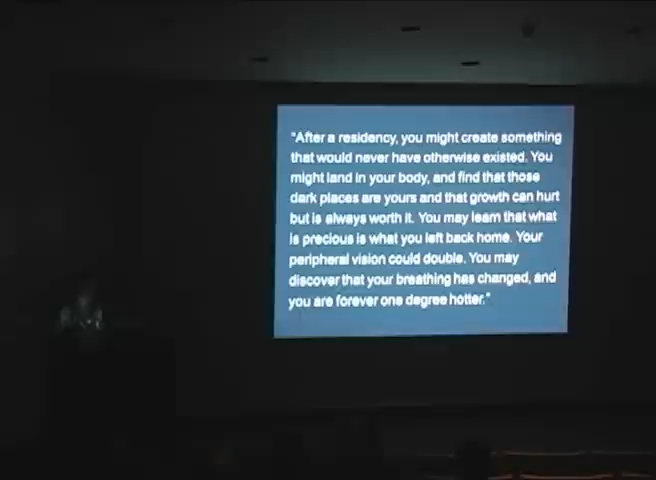 "After a residency, you might create something
that would never have otherwise existed. You
might land in your body, and find that those
dark places are yours and that growth can hurt
but is always worth it. You may learn that what
is precious is what you left back home. Your
peripheral vision could double. You may
discover that your breathing has changed, and
you are forever one degree hotter."